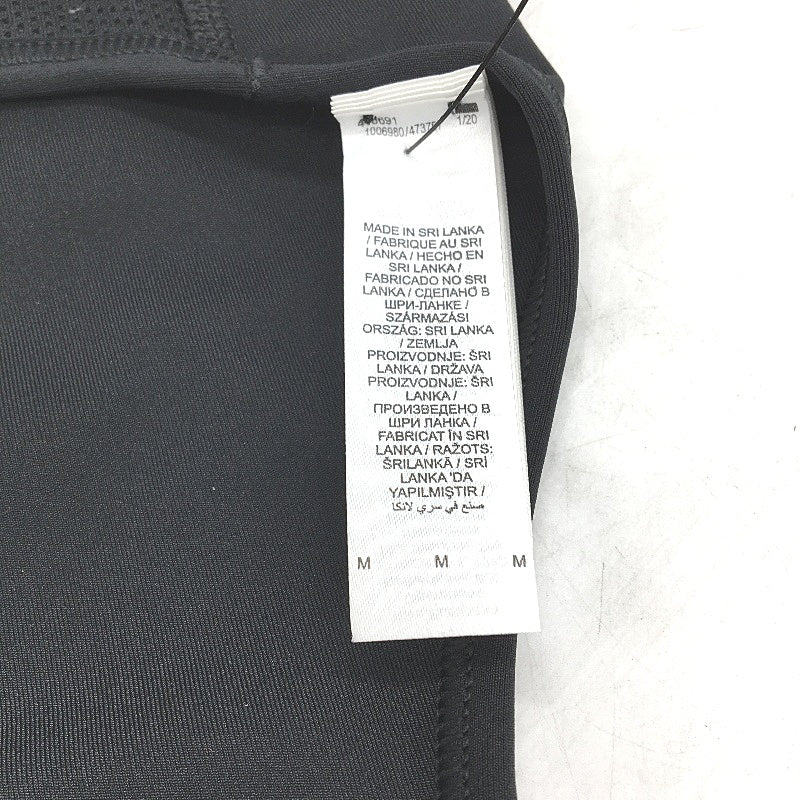 1/20
MADE IN SRI LANKA
/ FABRIQUE AU SRI
LANKA / HECHO EN
SRI LANKA /
FABRICADO NO SRI
LANKA / СДЕЛАНО В
ШРИ-ЛАНКЕ /
SZÁRMAZÁSI
ORSZÁG: SRI LANKA
/ ZEMLJA
PROIZVODNJE: ŠRI
LANKA / DRŽAVA
PROIZVODNJE: ŠRI
LANKA /
ПРОИЗВЕДЕНО В
ШРИ ЛАНКА /
FABRICAT ÎN SRI
LANKA / RAŽOTS:
ŠRILANKĀ / SRİ
LANKA 'DA
YAPILMIŞTIR /
صنع في سري لانكا
M M M